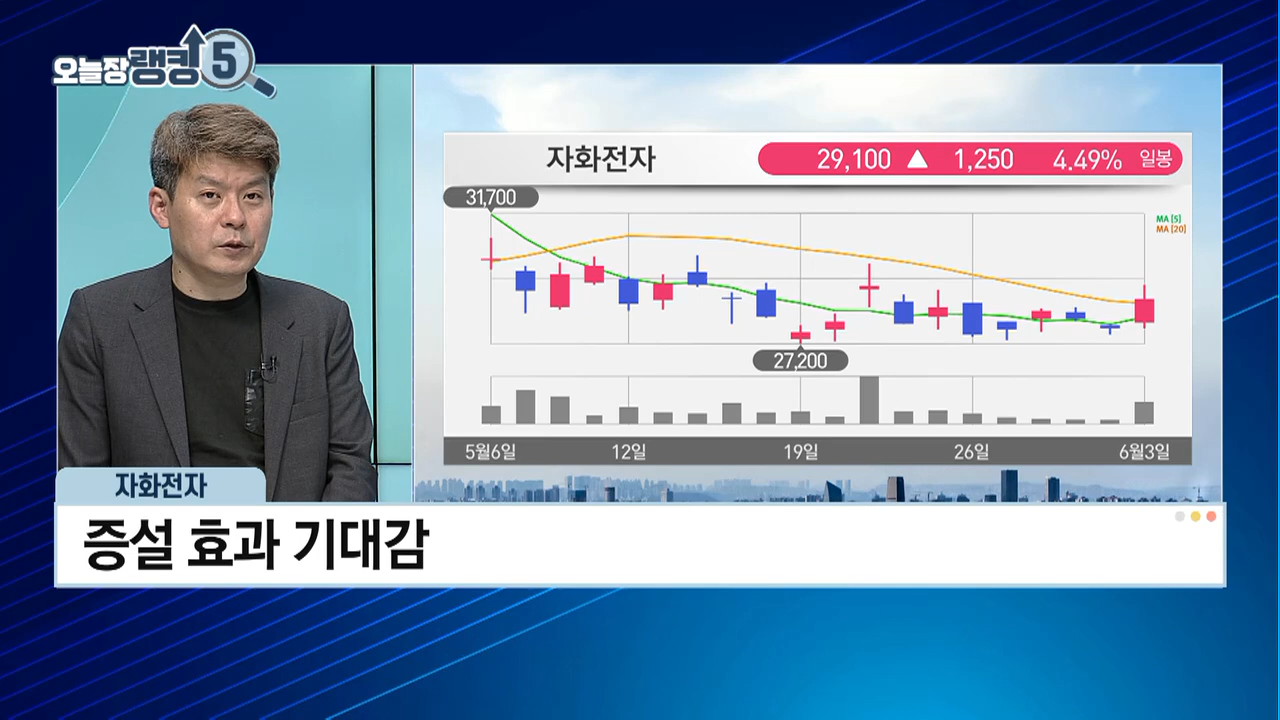 오늘장랭킹5
자화전자 29,100 ▲ 1,250 4.49% 일봉
31,700
MA [5]
MA [20]
27,200
5월6일 12일 19일 26일 6월3일
자화전자
증설 효과 기대감